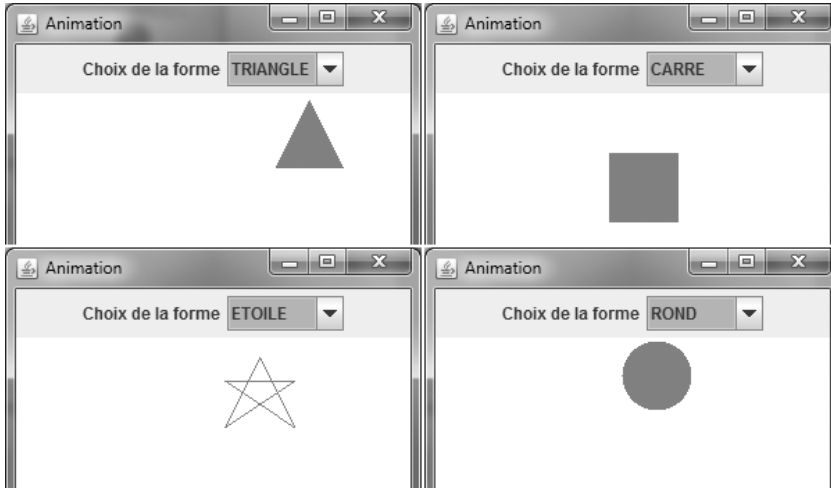 Animation
Choix de la forme TRIANGLE
Animation
Choix de la forme CARRE
Animation
Choix de la forme ETOILE
Animation
Choix de la forme ROND